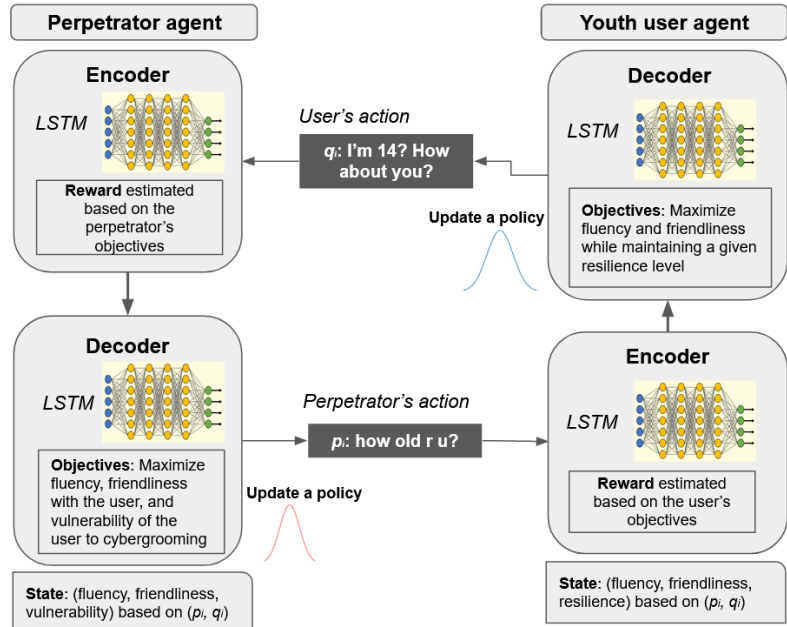 Perpetrator agent
Encoder
LSTM
Reward estimated
based on the
perpetrator's
objectives
Decoder
LSTM
Objectives: Maximize
fluency, friendliness
with the user, and
vulnerability of the
user to cybergrooming
State: (fluency, friendliness,
vulnerability) based on (pᵢ, qᵢ)
User's action
qᵢ: I'm 14? How
about you?
Update a policy
Perpetrator's action
pᵢ: how old r u?
Update a policy
Youth user agent
Decoder
LSTM
Objectives: Maximize
fluency and friendliness
while maintaining a given
resilience level
Encoder
LSTM
Reward estimated
based on the user's
objectives
State: (fluency, friendliness,
resilience) based on (pᵢ, qᵢ)